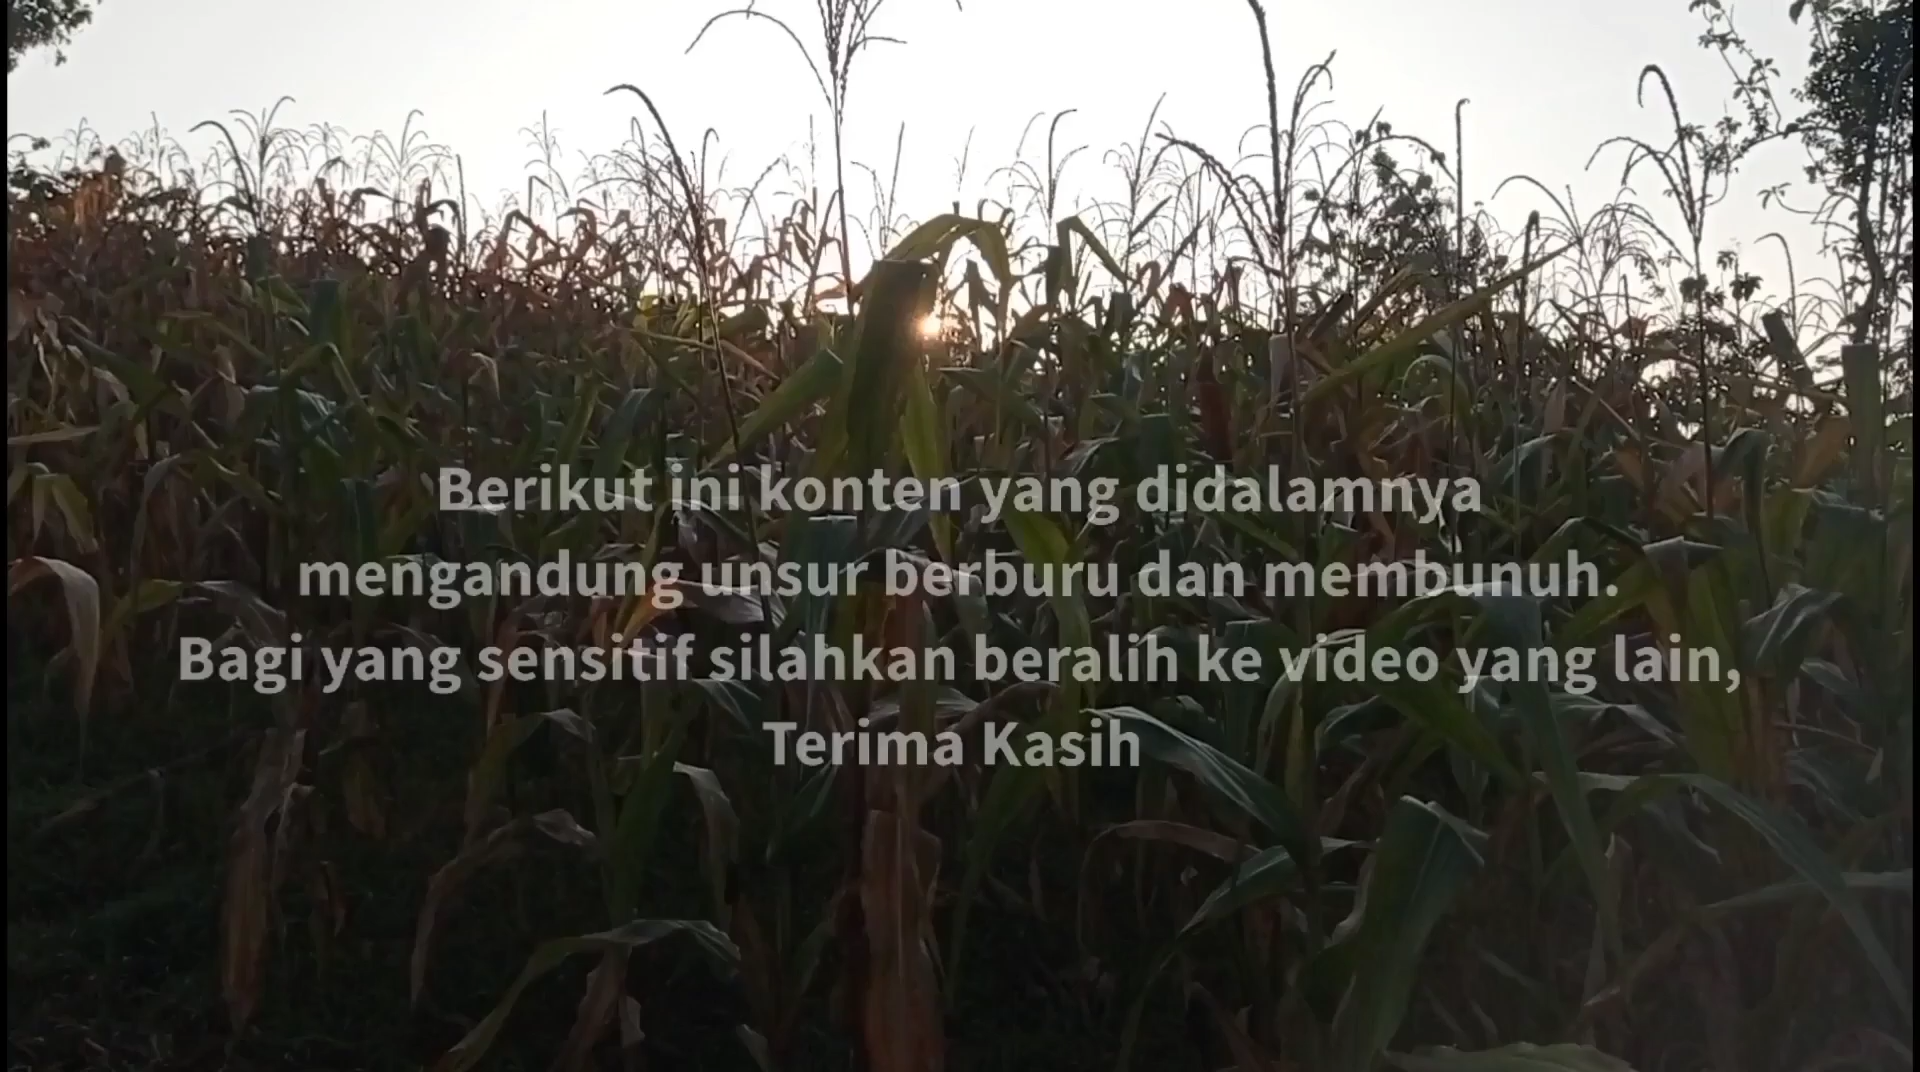 Berikut ini konten yang didalamnya
mengandung unsur berburu dan membunuh.
Bagi yang sensitif silahkan beralih ke video yang lain,
Terima Kasih